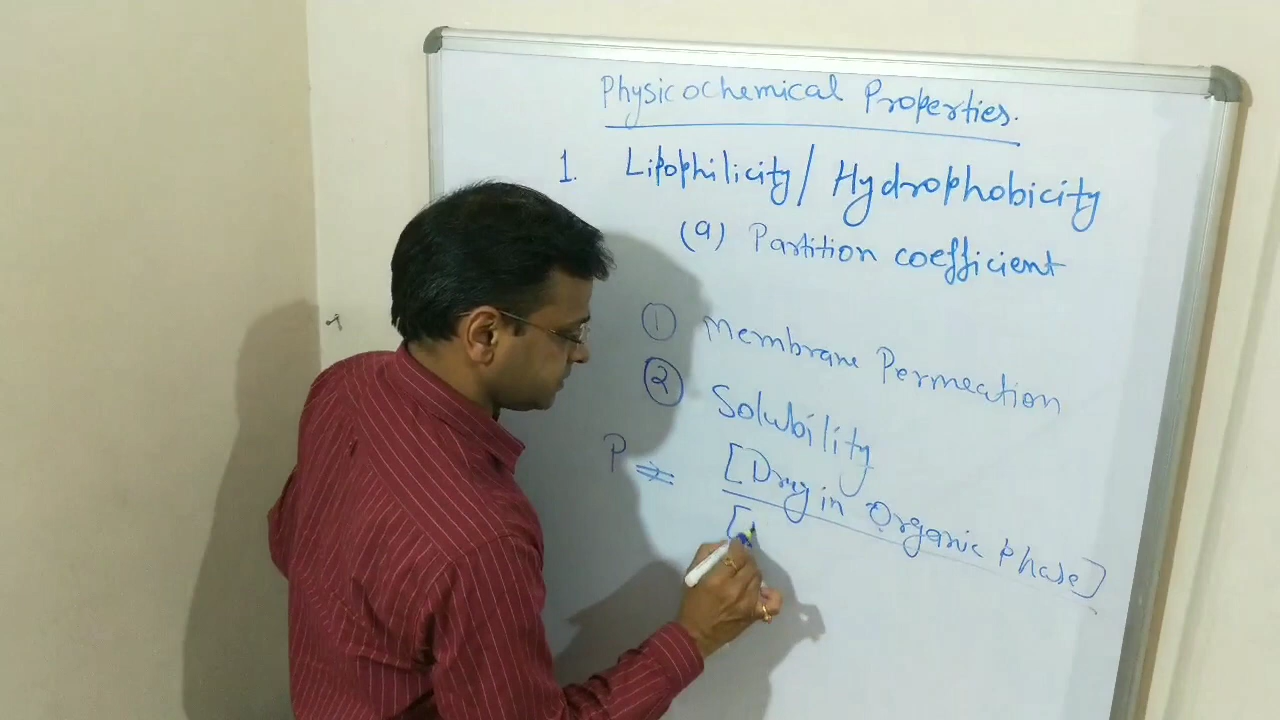 Physicochemical Properties.
1. Lipophilicity/ Hydrophobicity
(a) Partition coefficient
① Membrane Permeation
② Solubility
P = [Drug in Organic Phase]
[